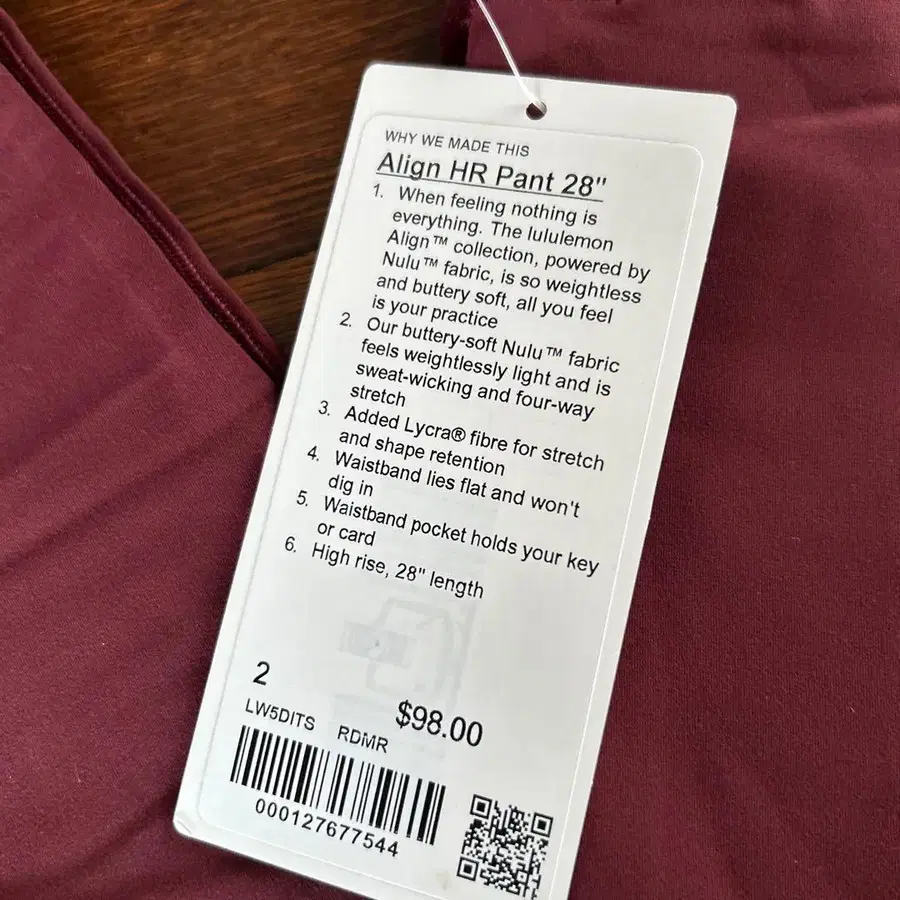 WHY WE MADE THIS
Align HR Pant 28"
1. When feeling nothing is
everything. The lululemon
Align™ collection, powered by
Nulu™ fabric, is so weightless
and buttery soft, all you feel
is your practice
2. Our buttery-soft Nulu™ fabric
feels weightlessly light and is
sweat-wicking and four-way
stretch
3. Added Lycra® fibre for stretch
and shape retention
4. Waistband lies flat and won't
dig in
5. Waistband pocket holds your key
or card
6. High rise, 28" length
2
$98.00
LW5DITS RDMR
000127677544